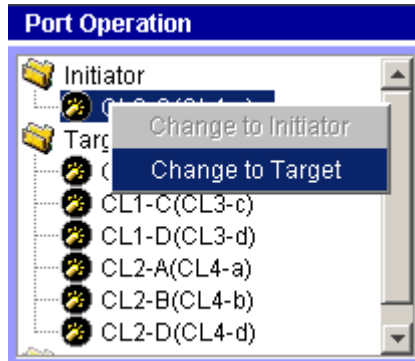 Port Operation
Initiator
Change to Initiator
Change to Target
CL1-C(CL3-c)
CL1-D(CL3-d)
CL2-A(CL4-a)
CL2-B(CL4-b)
CL2-D(CL4-d)